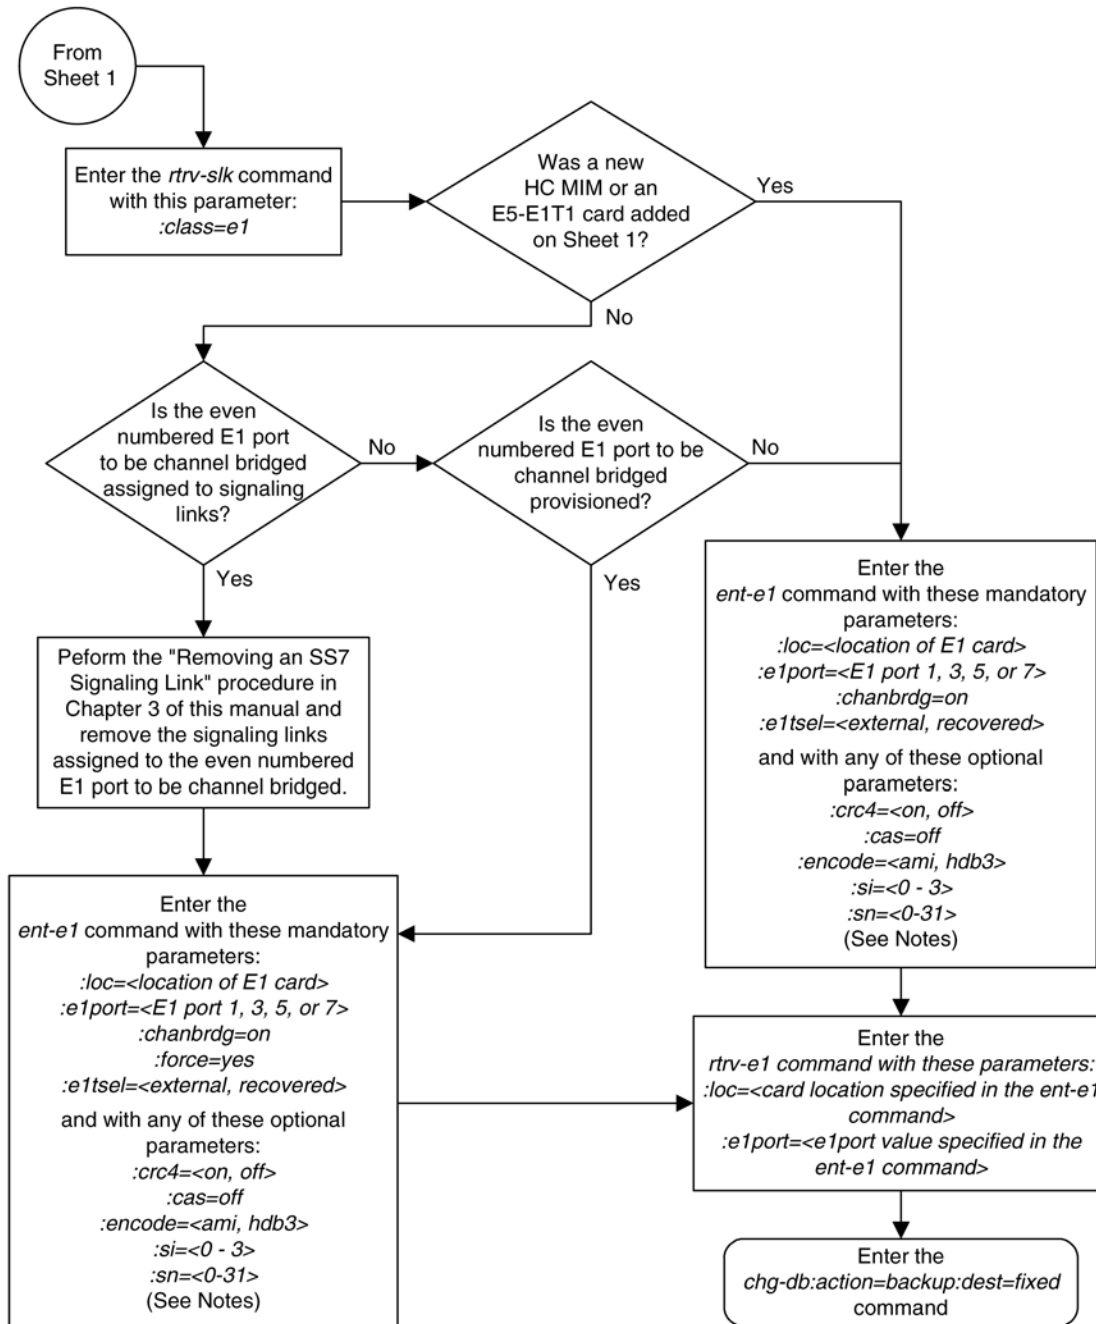 From
Sheet 1
Enter the rtrv-slk command
with this parameter:
:class=e1
Was a new
HC MIM or an
E5-E1T1 card added
on Sheet 1?
Yes
No
Is the even
numbered E1 port
to be channel bridged
assigned to signaling
links?
No
Is the even
numbered E1 port to be
channel bridged
provisioned?
No
Yes
Yes
Peform the "Removing an SS7
Signaling Link" procedure in
Chapter 3 of this manual and
remove the signaling links
assigned to the even numbered
E1 port to be channel bridged.
Enter the
ent-e1 command with these mandatory
parameters:
:loc=<location of E1 card>
:e1port=<E1 port 1, 3, 5, or 7>
:chanbrdg=on
:force=yes
:e1tsel=<external, recovered>
and with any of these optional
parameters:
:crc4=<on, off>
:cas=off
:encode=<ami, hdb3>
:si=<0 - 3>
:sn=<0-31>
(See Notes)
Enter the
ent-e1 command with these mandatory
parameters:
:loc=<location of E1 card>
:e1port=<E1 port 1, 3, 5, or 7>
:chanbrdg=on
:e1tsel=<external, recovered>
and with any of these optional
parameters:
:crc4=<on, off>
:cas=off
:encode=<ami, hdb3>
:si=<0 - 3>
:sn=<0-31>
(See Notes)
Enter the
rtrv-e1 command with these parameters:
:loc=<card location specified in the ent-e1
command>
:e1port=<e1port value specified in the
ent-e1 command>
Enter the
chg-db:action=backup:dest=fixed
command